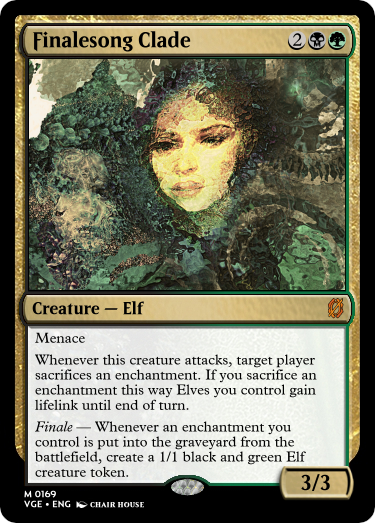 Finalesong Clade 2
Creature — Elf
Menace
Whenever this creature attacks, target player
sacrifices an enchantment. If you sacrifice an
enchantment this way Elves you control gain
lifelink until end of turn.
Finale — Whenever an enchantment you
control is put into the graveyard from the
battlefield, create a 1/1 black and green Elf
creature token.
3/3
M 0169
VGE • ENG CHAIR HOUSE